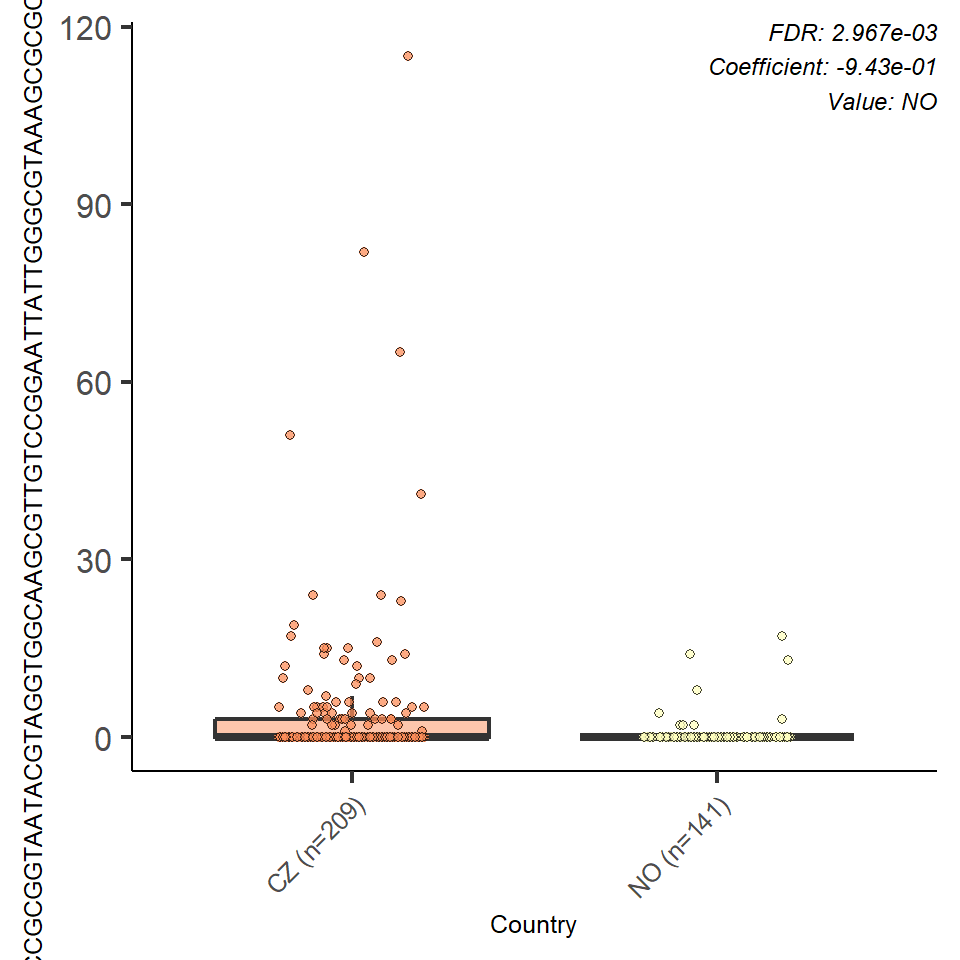 FDR: 2.967e-03
Coefficient: -9.43e-01
Value: NO
120
90
60
30
0
CCGCGGTAATACGTAGGTGGCAAGCGTTGTCCGGAATTATTGGGCGTAAAGCGCGC
CZ (n=209)
NO (n=141)
Country